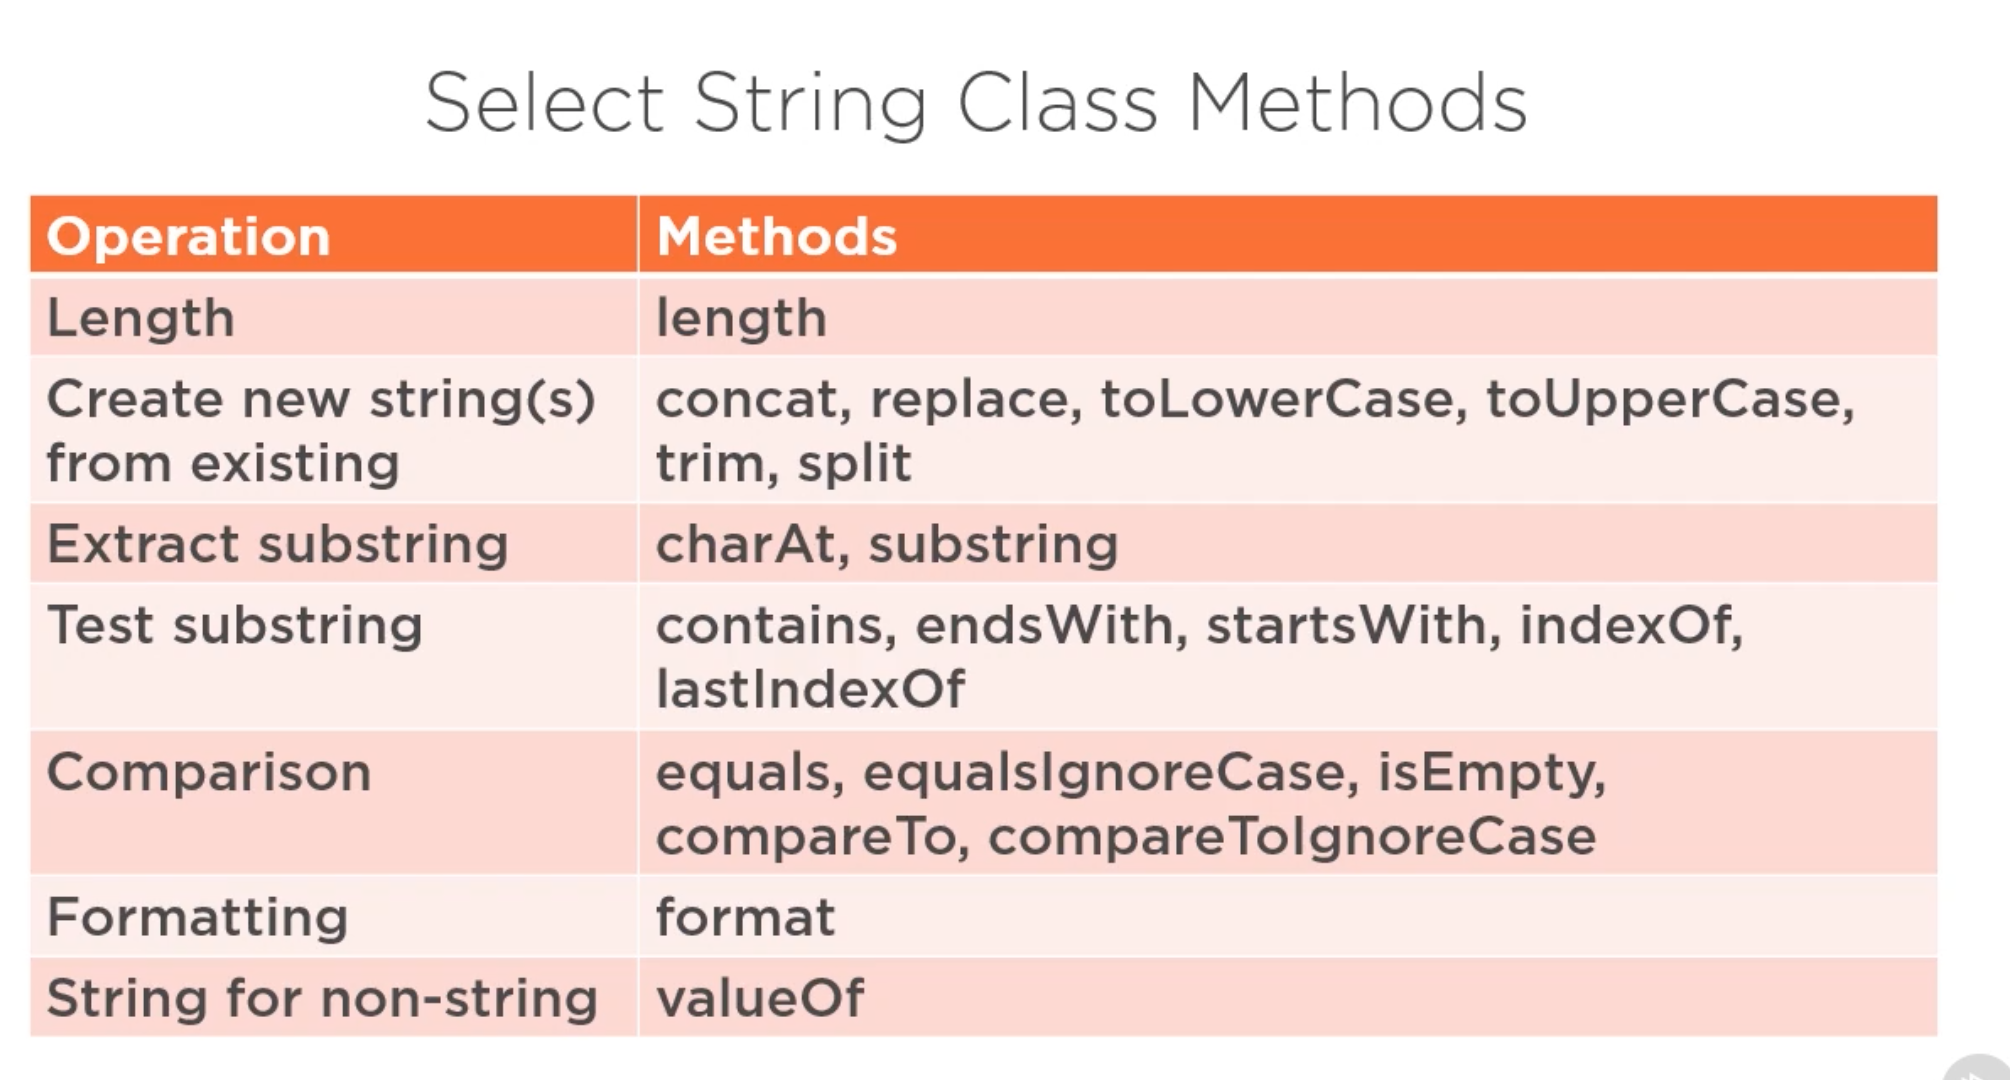 Select String Class Methods
Operation
Methods
Length
length
Create new string(s)
from existing
concat, replace, toLowerCase, toUpperCase,
trim, split
Extract substring
charAt, substring
Test substring
contains, endsWith, startsWith, indexOf,
lastIndexOf
Comparison
equals, equalsIgnoreCase, isEmpty,
compareTo, compareToIgnoreCase
Formatting
format
String for non-string
valueOf